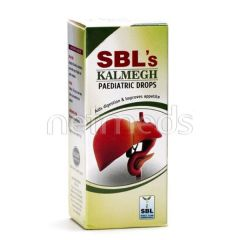 SBL's
KALMEGH
PAEDIATRIC DROPS
Aids digestion & improves appetite
netmeds
SBL